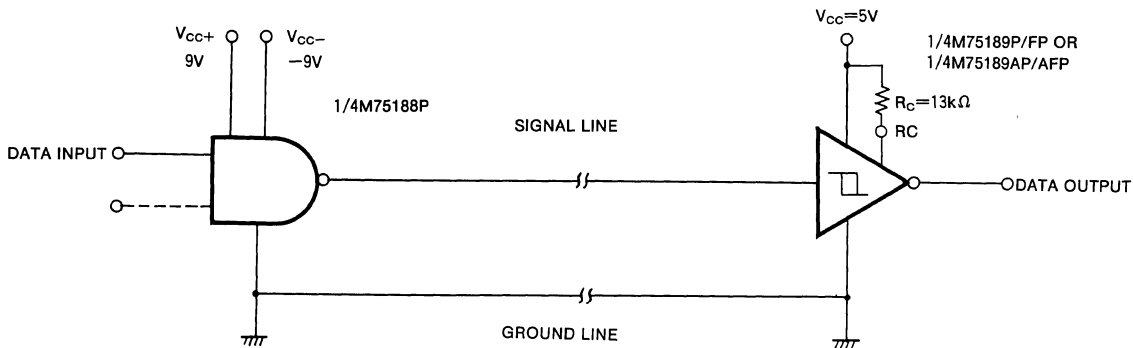 VCC+
9V
VCC−
−9V
1/4M75188P
DATA INPUT
SIGNAL LINE
GROUND LINE
VCC=5V
1/4M75189P/FP OR
1/4M75189AP/AFP
RC=13kΩ
RC
DATA OUTPUT